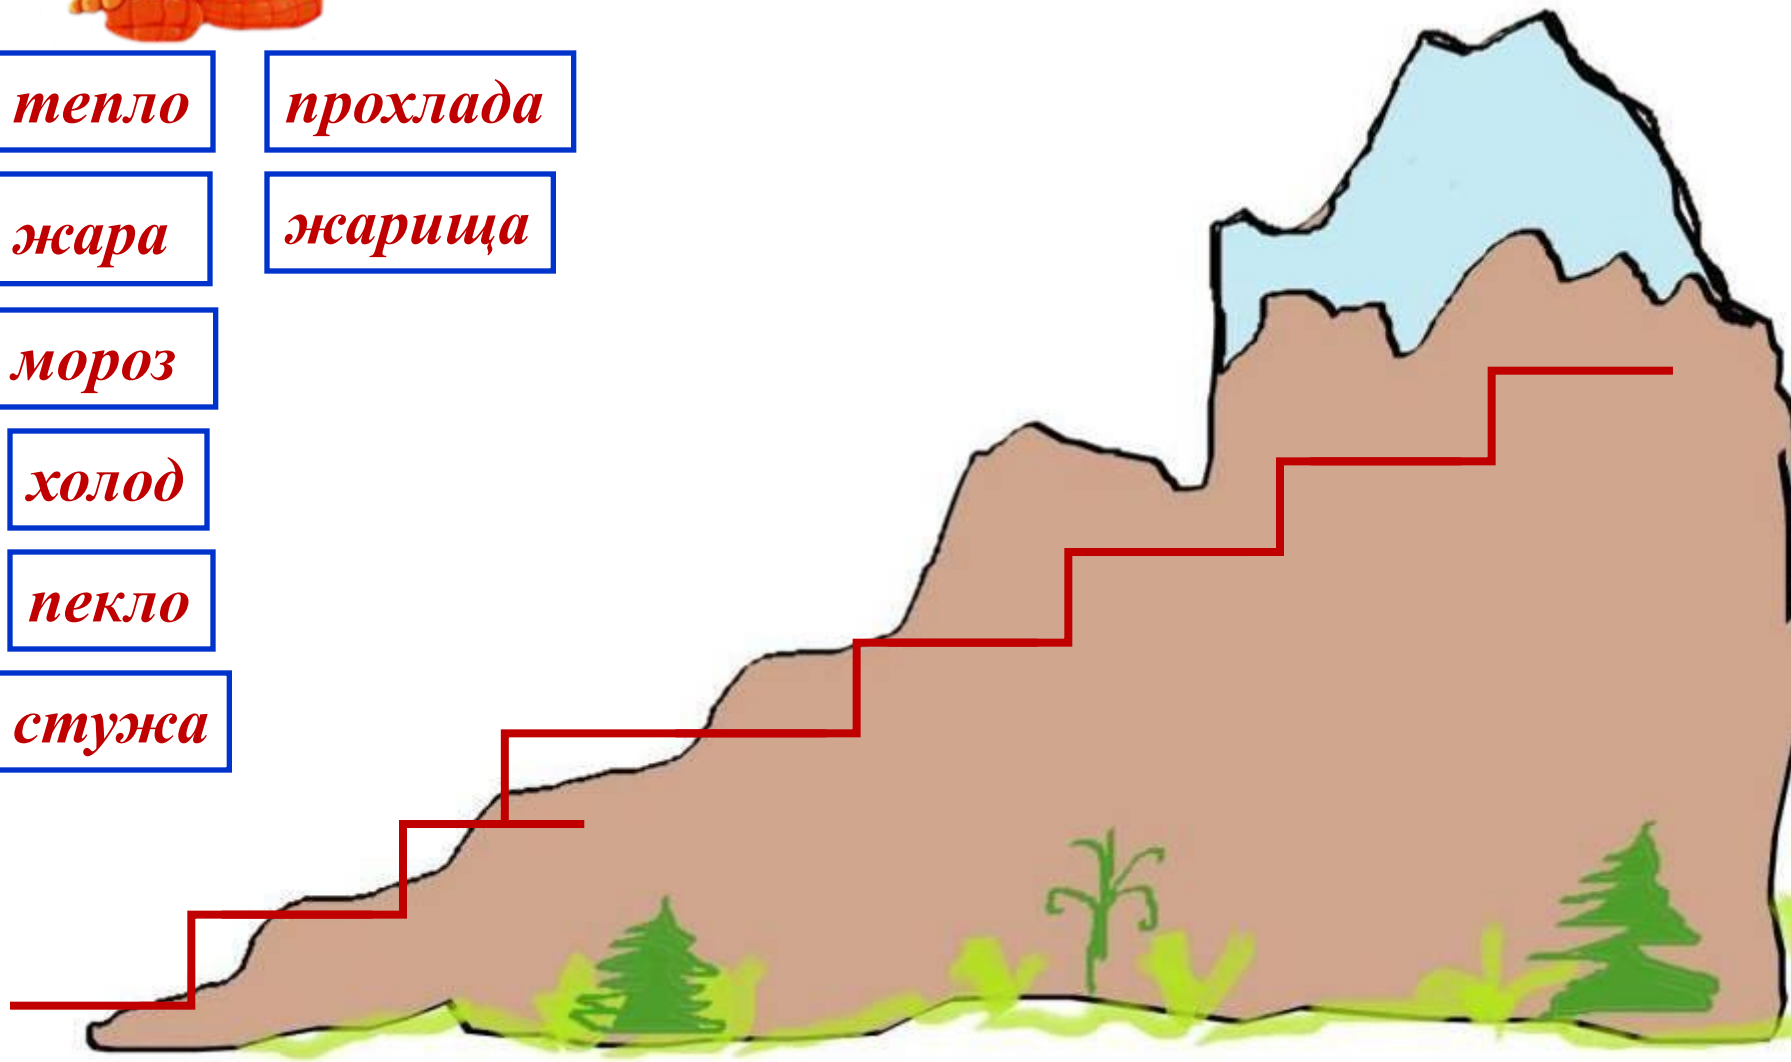 тепло
прохлада
жара
жарища
мороз
холод
пекло
стужа